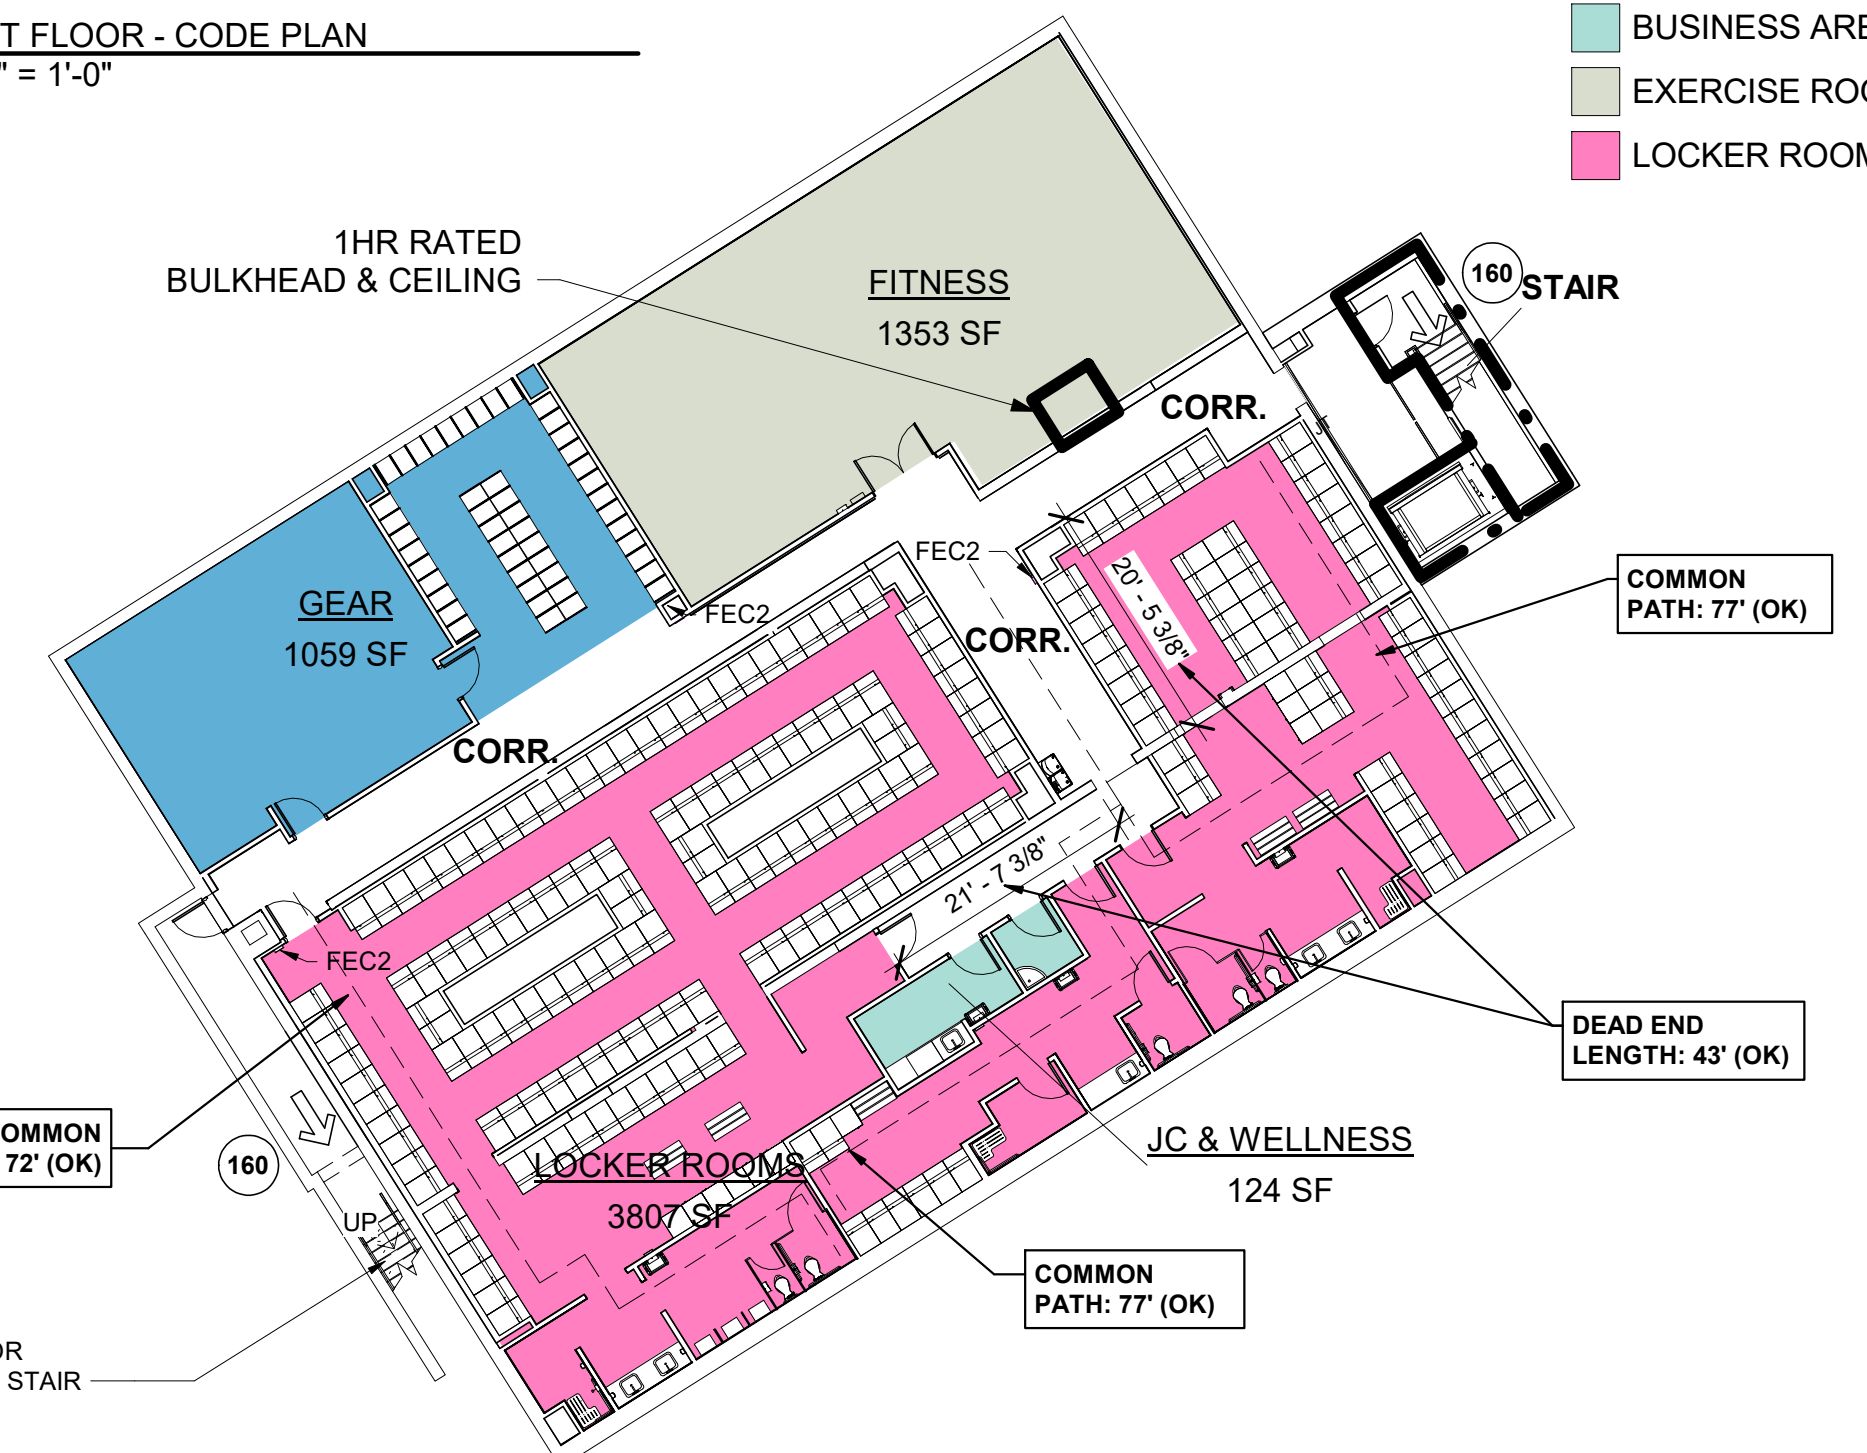 T FLOOR - CODE PLAN
" = 1'-0"
BUSINESS ARE
EXERCISE ROO
LOCKER ROOM
1HR RATED
BULKHEAD & CEILING
FITNESS
1353 SF
160
STAIR
CORR.
FEC2
20' - 5 3/8"
COMMON
PATH: 77' (OK)
GEAR
1059 SF
FEC2
CORR.
CORR.
21' - 7 3/8"
FEC2
DEAD END
LENGTH: 43' (OK)
OMMON
72' (OK)
160
LOCKER ROOMS
3807 SF
JC & WELLNESS
124 SF
UP
COMMON
PATH: 77' (OK)
OR
STAIR